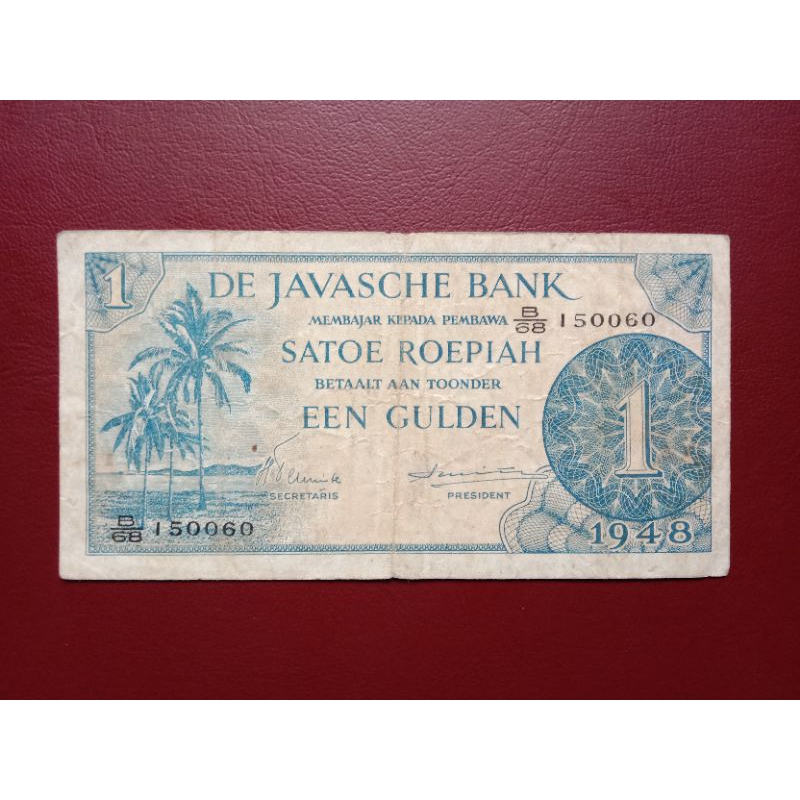 1
DE JAVASCHE BANK
MEMBAJAR KEPADA PEMBAWA B/68 150060
SATOE ROEPIAH
BETAALT AAN TOONDER
EEN GULDEN
1
SECRETARIS PRESIDENT
B/68 150060
1948